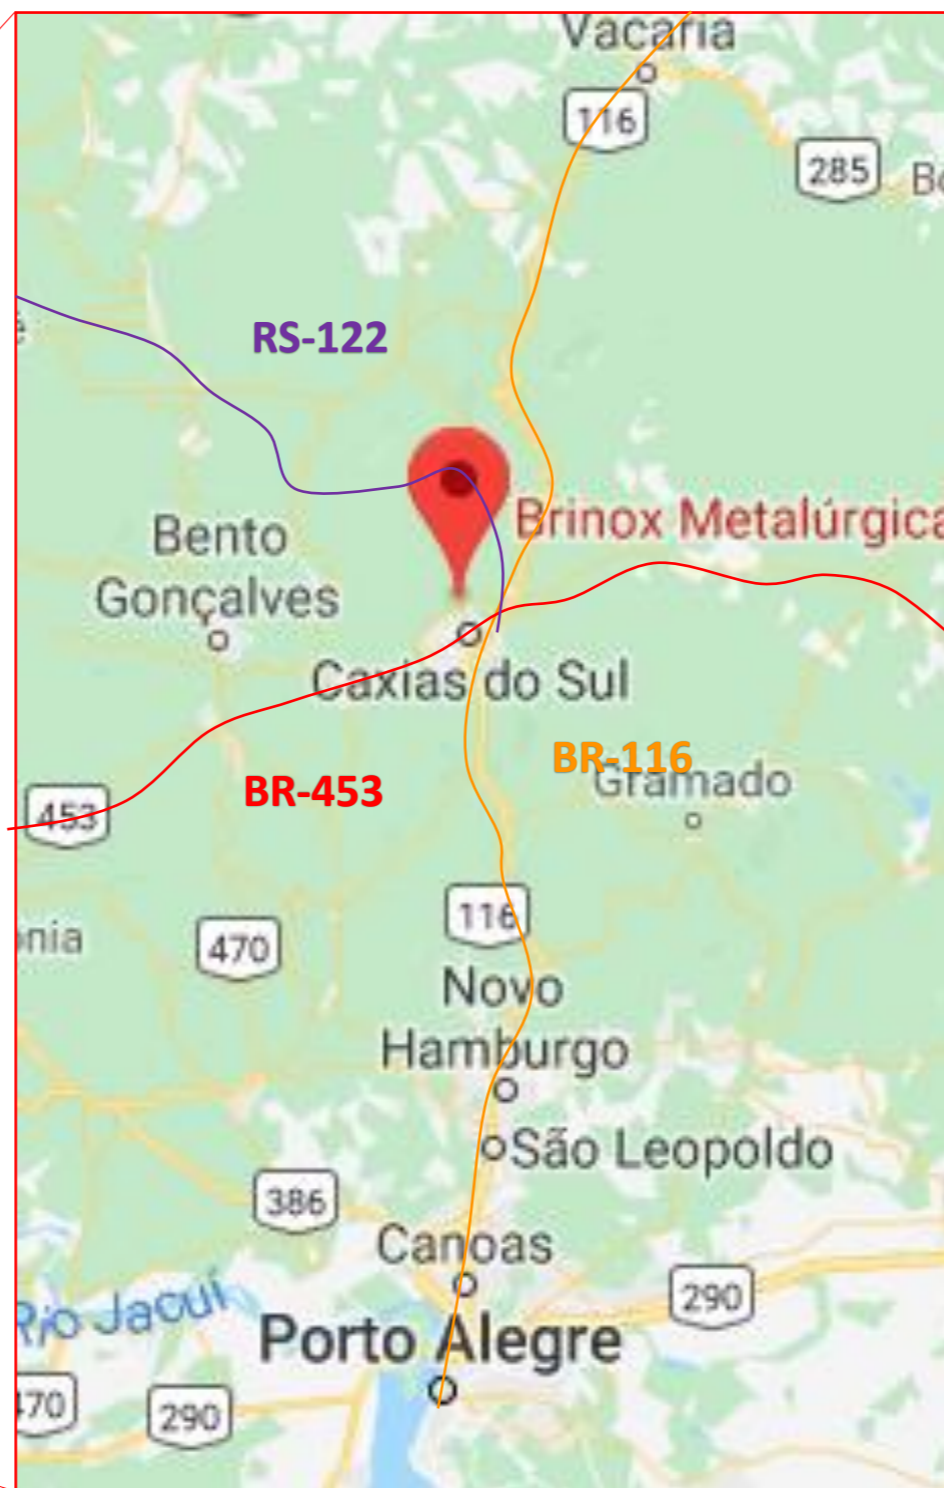 Vacaria
116
285
RS-122
Brinox Metalúrgica
Bento
Gonçalves
Caxias do Sul
BR-116
Gramado
BR-453
453
116
470
Novo
Hamburgo
São Leopoldo
386
Canoas
290
Rio Jacuí
Porto Alegre
290